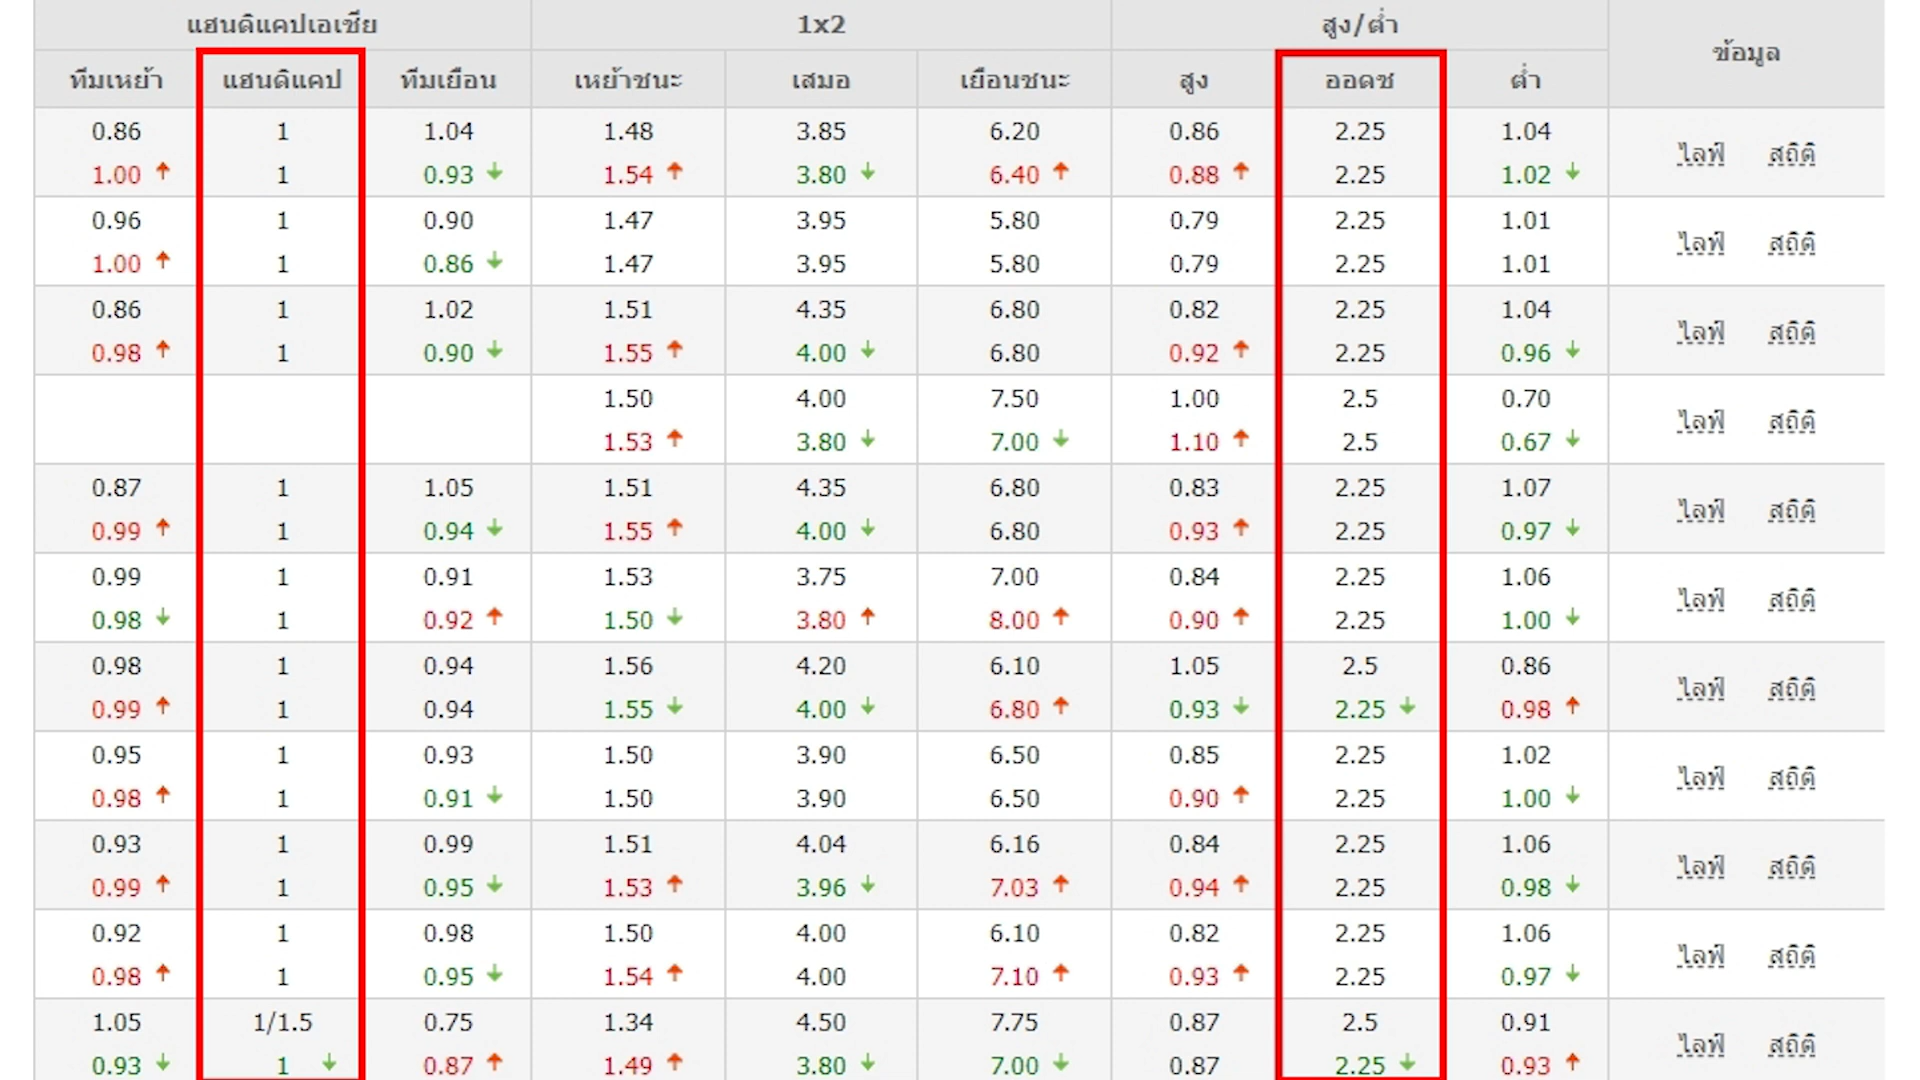 แฮนดิแคปเอเชีย 1x2 สูง/ต่ำ ข้อมูล
ทีมเหย้า แฮนดิแคป ทีมเยือน เหย้าชนะ เสมอ เยือนชนะ สูง ออดซ ต่ำ
0.86 1 1.04 1.48 3.85 6.20 0.86 2.25 1.04
1.00 1 0.93 1.54 3.80 6.40 0.88 2.25 1.02
ไลฟ์ สถิติ
0.96 1 0.90 1.47 3.95 5.80 0.79 2.25 1.01
1.00 1 0.86 1.47 3.95 5.80 0.79 2.25 1.01
ไลฟ์ สถิติ
0.86 1 1.02 1.51 4.35 6.80 0.82 2.25 1.04
0.98 1 0.90 1.55 4.00 6.80 0.92 2.25 0.96
ไลฟ์ สถิติ
1.50 4.00 7.50 1.00 2.5 0.70
1.53 3.80 7.00 1.10 2.5 0.67
ไลฟ์ สถิติ
0.87 1 1.05 1.51 4.35 6.80 0.83 2.25 1.07
0.99 1 0.94 1.55 4.00 6.80 0.93 2.25 0.97
ไลฟ์ สถิติ
0.99 1 0.91 1.53 3.75 7.00 0.84 2.25 1.06
0.98 1 0.92 1.50 3.80 8.00 0.90 2.25 1.00
ไลฟ์ สถิติ
0.98 1 0.94 1.56 4.20 6.10 1.05 2.5 0.86
0.99 1 0.94 1.55 4.00 6.80 0.93 2.25 0.98
ไลฟ์ สถิติ
0.95 1 0.93 1.50 3.90 6.50 0.85 2.25 1.02
0.98 1 0.91 1.50 3.90 6.50 0.90 2.25 1.00
ไลฟ์ สถิติ
0.93 1 0.99 1.51 4.04 6.16 0.84 2.25 1.06
0.99 1 0.95 1.53 3.96 7.03 0.94 2.25 0.98
ไลฟ์ สถิติ
0.92 1 0.98 1.50 4.00 6.10 0.82 2.25 1.06
0.98 1 0.95 1.54 4.00 7.10 0.93 2.25 0.97
ไลฟ์ สถิติ
1.05 1/1.5 0.75 1.34 4.50 7.75 0.87 2.5 0.91
0.93 1 0.87 1.49 3.80 7.00 0.87 2.25 0.93
ไลฟ์ สถิติ